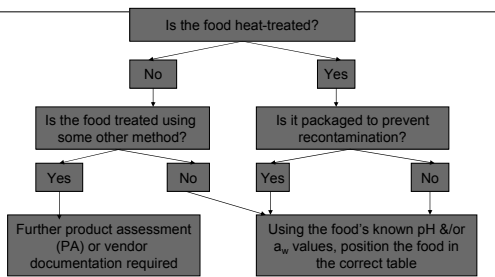 Is the food heat-treated?
No
Yes
Is the food treated using
some other method?
Is it packaged to prevent
recontamination?
Yes
No
Yes
No
Further product assessment
(PA) or vendor
documentation required
Using the food's known pH &/or
aw values, position the food in
the correct table